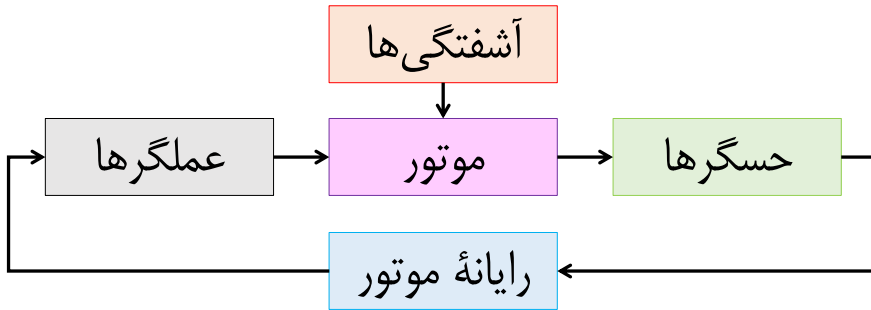 آشفتگی‌ها
حسگرها
موتور
عملگرها
رایانهٔ موتور